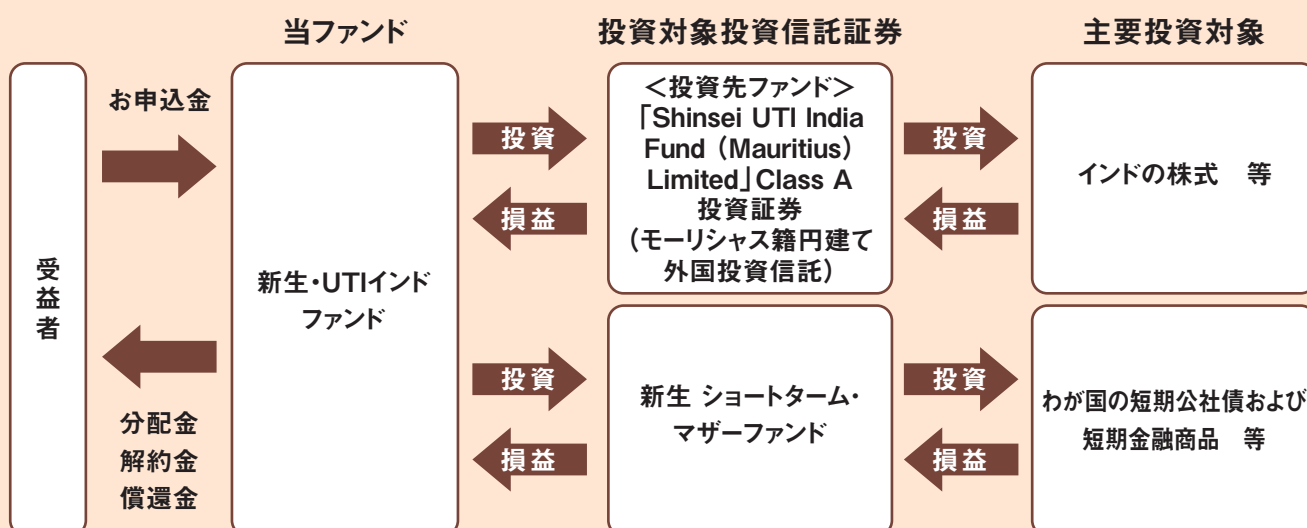 当ファンド
投資対象投資信託証券
主要投資対象
受益者
お申込金
分配金
解約金
償還金
新生・UTIインド
ファンド
投資
損益
＜投資先ファンド＞
「Shinsei UTI India
Fund（Mauritius）
Limited」Class A
投資証券
(モーリシャス籍円建て
外国投資信託)
投資
損益
インドの株式　等
投資
損益
新生 ショートターム・
マザーファンド
投資
損益
わが国の短期公社債および
短期金融商品　等